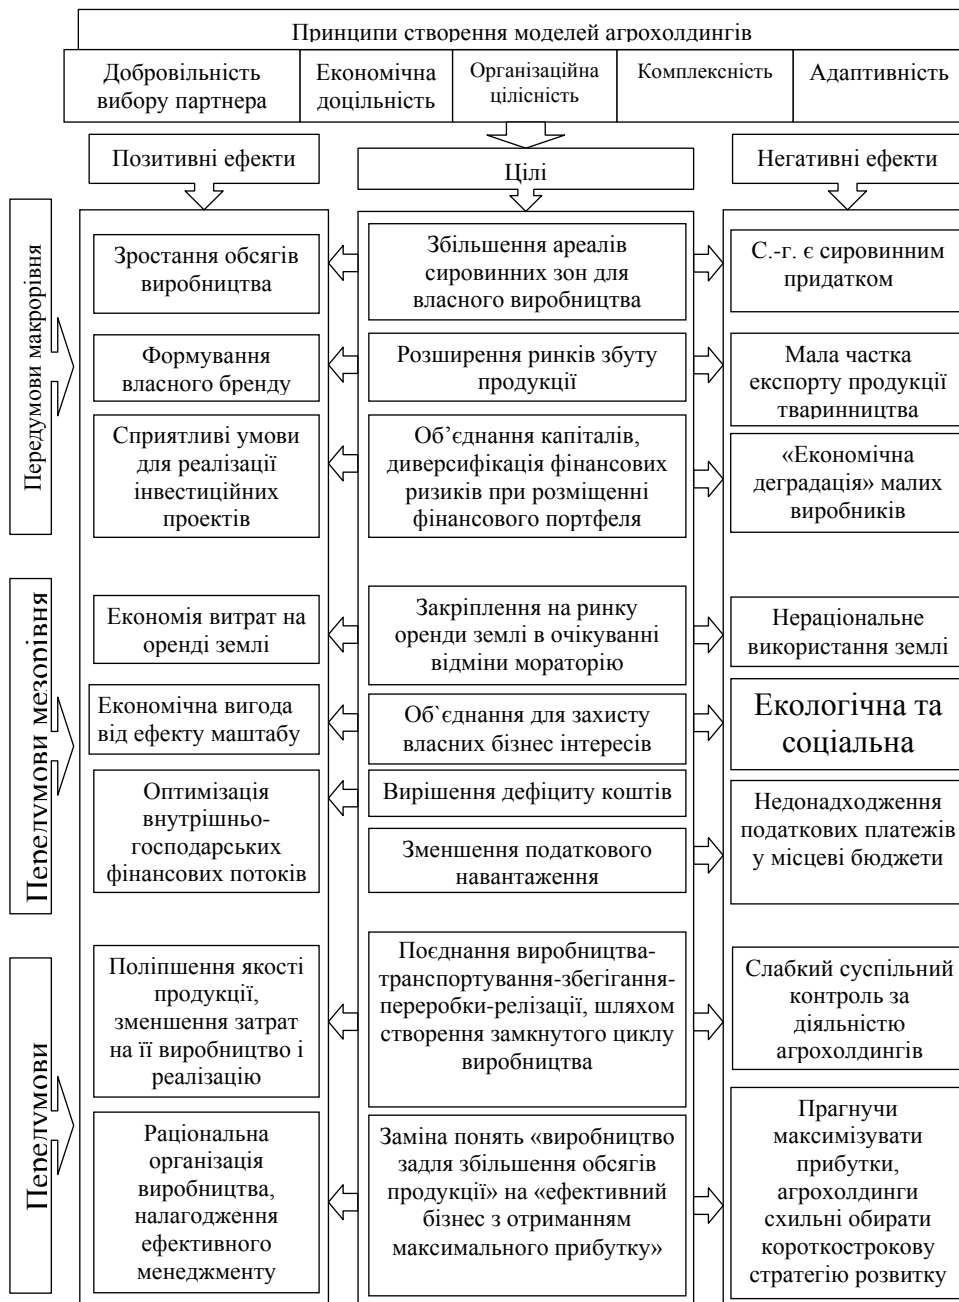 Принципи створення моделей агрохолдингів
Добровільність
вибору партнера
Економічна
доцільність
Організаційна
цілісність
Комплексність
Адаптивність
Позитивні ефекти
Цілі
Негативні ефекти
Передумови макрорівня
Зростання обсягів
виробництва
Збільшення ареалів
сировинних зон для
власного виробництва
С.-г. є сировинним
придатком
Формування
власного бренду
Розширення ринків збуту
продукції
Мала частка
експорту продукції
тваринництва
Сприятливі умови
для реалізації
інвестиційних
проектів
Об’єднання капіталів,
диверсифікація фінансових
ризиків при розміщенні
фінансового портфеля
«Економічна
деградація» малих
виробників
Передумови мезорівня
Економія витрат на
оренді землі
Закріплення на ринку
оренди землі в очікуванні
відміни мораторію
Нераціональне
використання землі
Економічна вигода
від ефекту маштабу
Об`єднання для захисту
власних бізнес інтересів
Екологічна та
соціальна
Оптимізація
внутрішньо-
господарських
фінансових потоків
Вирішення дефіциту коштів
Зменшення податкового
навантаження
Недонадходження
податкових платежів
у місцеві бюджети
Передумови
Поліпшення якості
продукції,
зменшення затрат
на її виробництво і
реалізацію
Поєднання виробництва-
транспортування-збегігання-
переробки-релізації, шляхом
створення замкнутого циклу
виробництва
Слабкий суспільний
контроль за
діяльністю
агрохолдингів
Раціональна
організація
виробництва,
налагодження
ефективного
менеджменту
Заміна понять «виробництво
задля збільшення обсягів
продукції» на «ефективний
бізнес з отриманням
максимального прибутку»
Прагнучи
максимізувати
прибутки,
агрохолдинги
схильні обирати
короткострокову
стратегію розвитку